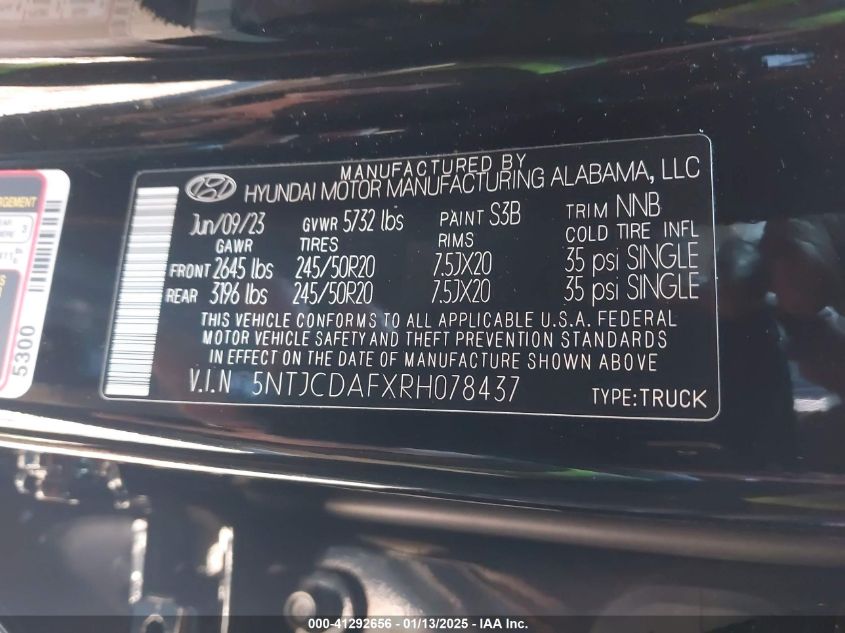 MANUFACTURED BY
HYUNDAI MOTOR MANUFACTURING ALABAMA, LLC
Jun/09/23 GVWR 5732 lbs PAINT S3B TRIM NNB
GAWR TIRES RIMS COLD TIRE INFL
FRONT 2645 lbs 245/50R20 7.5JX20 35 psi SINGLE
REAR 3196 lbs 245/50R20 7.5JX20 35 psi SINGLE
THIS VEHICLE CONFORMS TO ALL APPLICABLE U.S.A. FEDERAL
MOTOR VEHICLE SAFETY AND THEFT PREVENTION STANDARDS
IN EFFECT ON THE DATE OF MANUFACTURE SHOWN ABOVE
V.I.N 5NTJCDAFXRH078437 TYPE:TRUCK
5300
000-41292656 - 01/13/2025 - IAA Inc.